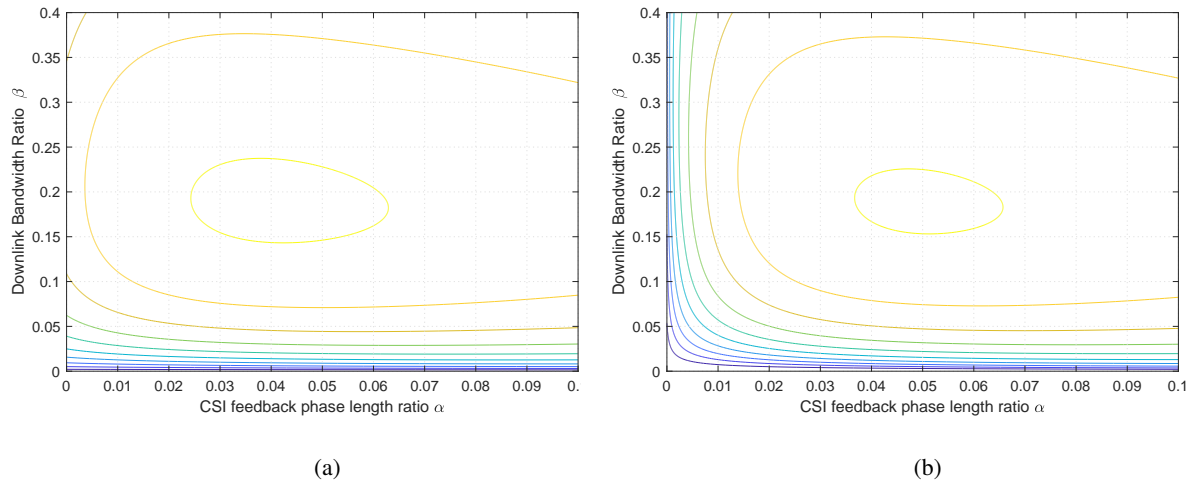 0.4
0.35
0.3
0.25
0.2
0.15
0.1
0.05
0
Downlink Bandwidth Ratio β
0 0.01 0.02 0.03 0.04 0.05 0.06 0.07 0.08 0.09 0.
CSI feedback phase length ratio α
(a)
0.4
0.35
0.3
0.25
0.2
0.15
0.1
0.05
0
Downlink Bandwidth Ratio β
0 0.01 0.02 0.03 0.04 0.05 0.06 0.07 0.08 0.09 0.1
CSI feedback phase length ratio α
(b)